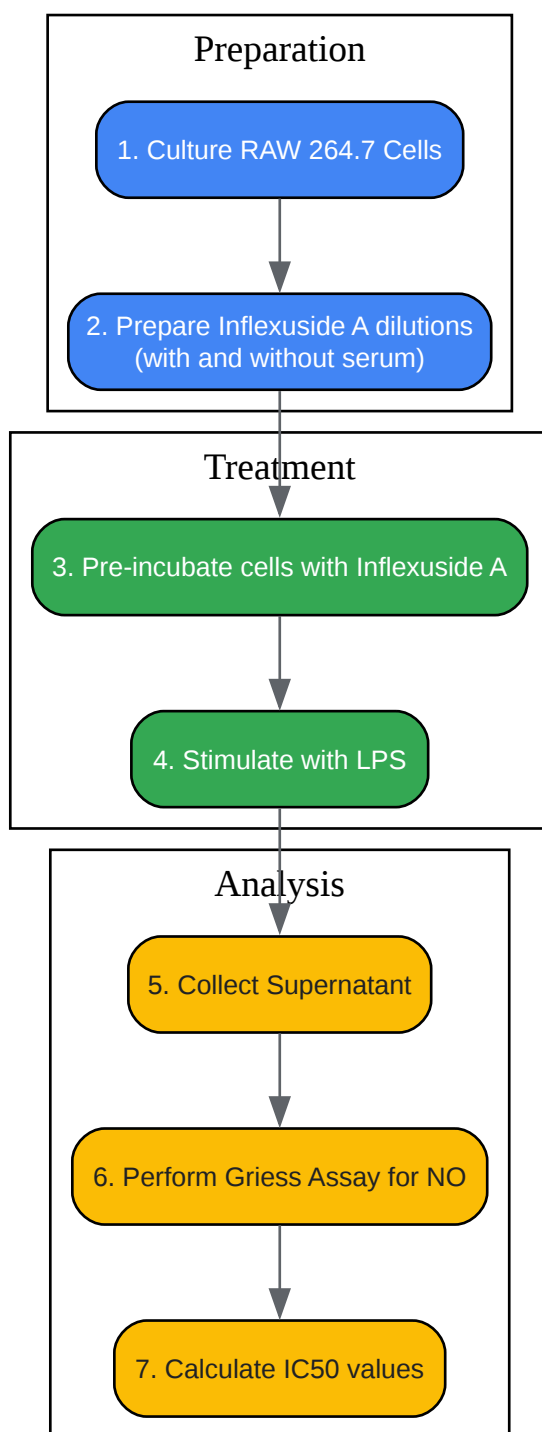 Preparation
1. Culture RAW 264.7 Cells
2. Prepare Inflexuside A dilutions
(with and without serum)
Treatment
3. Pre-incubate cells with Inflexuside A
4. Stimulate with LPS
Analysis
5. Collect Supernatant
6. Perform Griess Assay for NO
7. Calculate IC50 values